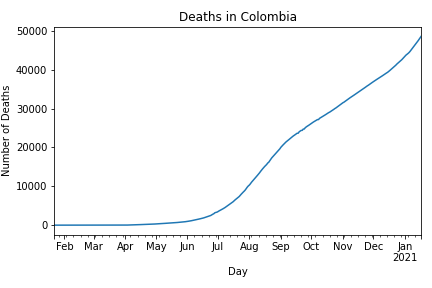 Deaths in Colombia
50000
40000
30000
20000
10000
0
Number of Deaths
Feb Mar Apr May Jun Jul Aug Sep Oct Nov Dec Jan
2021
Day